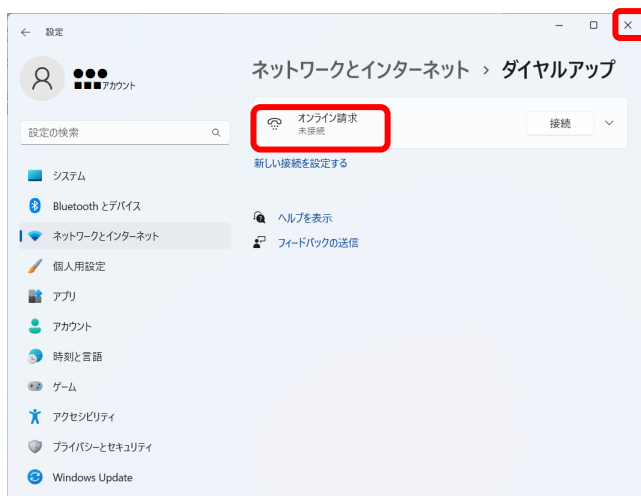 ← 設定
●●●
■■■アカウント
設定の検索
システム
Bluetooth とデバイス
ネットワークとインターネット
個人用設定
アプリ
アカウント
時刻と言語
ゲーム
アクセシビリティ
プライバシーとセキュリティ
Windows Update
ネットワークとインターネット › ダイヤルアップ
オンライン請求
未接続
接続
新しい接続を設定する
ヘルプを表示
フィードバックの送信